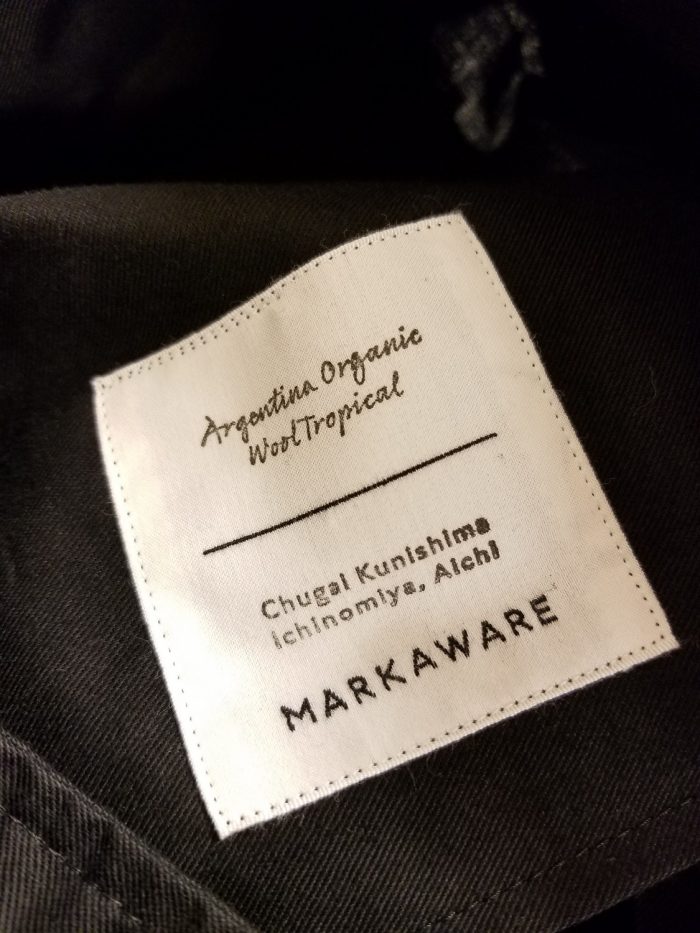 Argentina Organic
Wool Tropical
Chugai Kunishima
Ichinomiya, Aichi
MARKAWARE